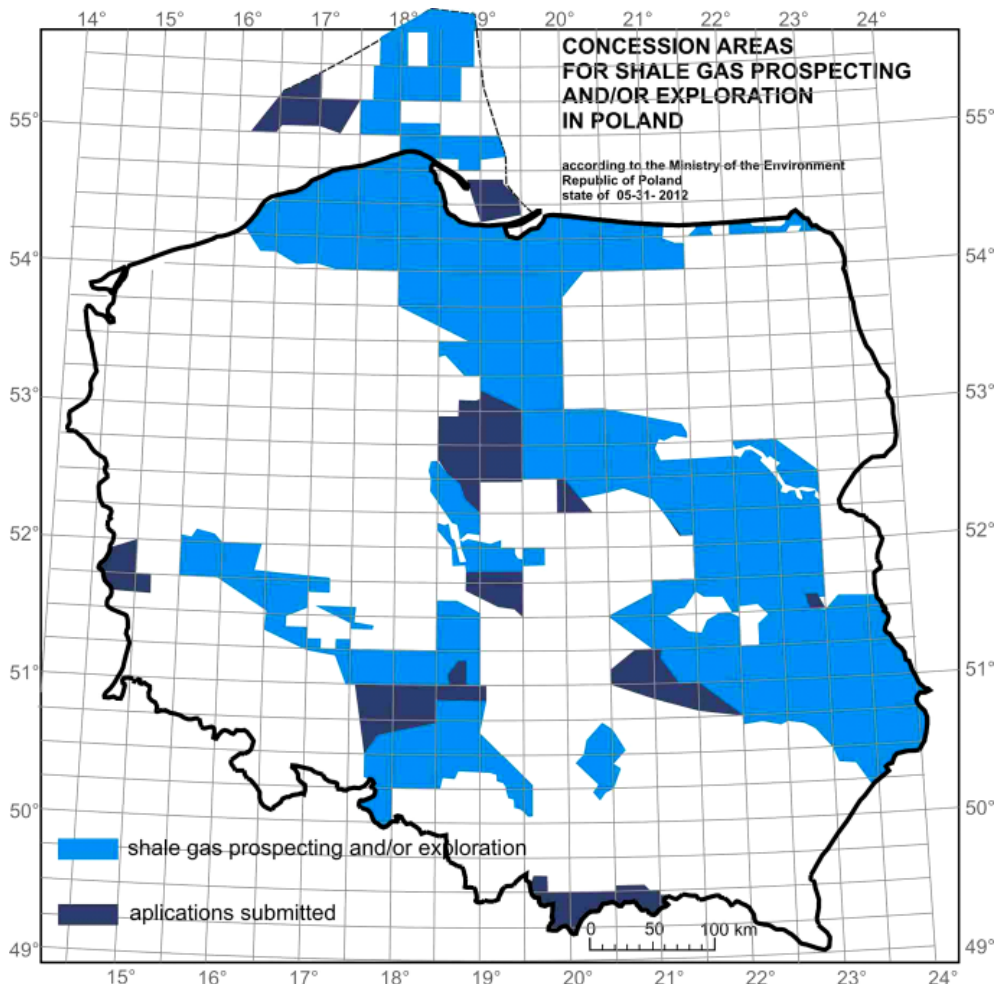 14° 15° 16° 17° 18° 19° 20° 21° 22° 23° 24°
CONCESSION AREAS
FOR SHALE GAS PROSPECTING
AND/OR EXPLORATION
IN POLAND
according to the Ministry of the Environment
Republic of Poland
state of 05-31- 2012
55° 55°
54° 54°
53° 53°
52° 52°
51° 51°
50° 50°
shale gas prospecting and/or exploration
aplications submitted
0 50 100 km
49° 49°
15° 16° 17° 18° 19° 20° 21° 22° 23° 24°